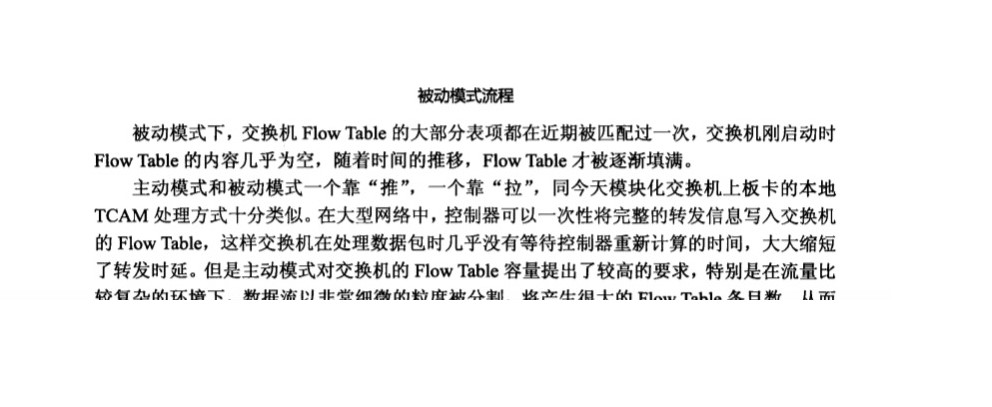 被动模式流程
被动模式下，交换机 Flow Table 的大部分表项都在近期被匹配过一次，交换机刚启动时
Flow Table 的内容几乎为空，随着时间的推移，Flow Table 才被逐渐填满。
主动模式和被动模式一个靠“推”，一个靠“拉”，同今天模块化交换机上板卡的本地
TCAM 处理方式十分类似。在大型网络中，控制器可以一次性将完整的转发信息写入交换机
的 Flow Table，这样交换机在处理数据包时几乎没有等待控制器重新计算的时间，大大缩短
了转发时延。但是主动模式对交换机的 Flow Table 容量提出了较高的要求，特别是在流量比
较复杂的环境下，数据流以非常细微的粒度被分割，将产生很大的 Flow Table 条目数，从而